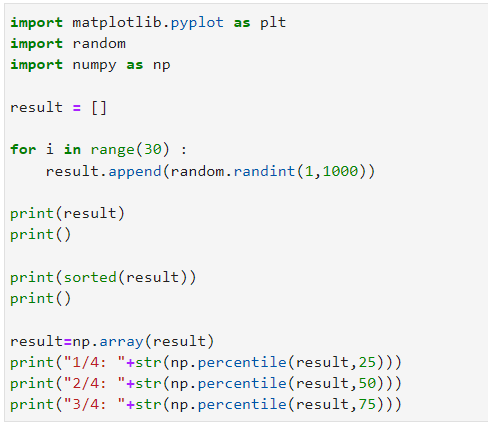 import matplotlib.pyplot as plt
import random
import numpy as np

result = []

for i in range(30) :
    result.append(random.randint(1,1000))

print(result)
print()

print(sorted(result))
print()

result=np.array(result)
print("1/4: "+str(np.percentile(result,25)))
print("2/4: "+str(np.percentile(result,50)))
print("3/4: "+str(np.percentile(result,75)))